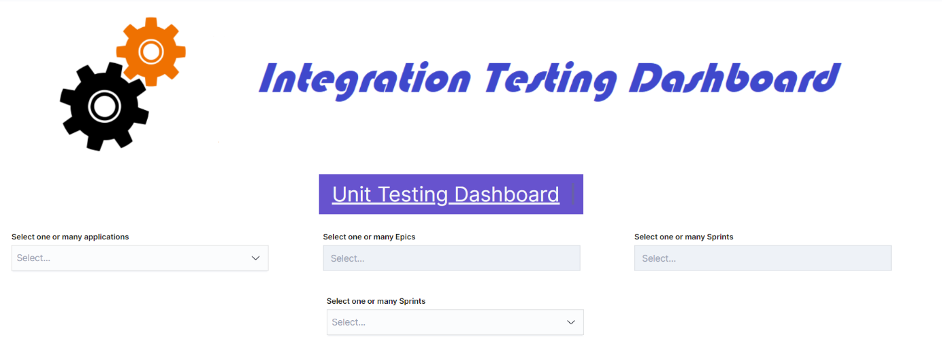 Integration Testing Dashboard
Unit Testing Dashboard
Select one or many applications
Select...
Select one or many Epics
Select...
Select one or many Sprints
Select...
Select one or many Sprints
Select...